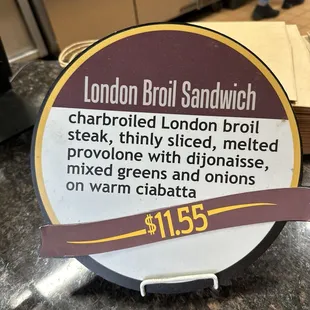 London Broil Sandwich
charbroiled London broil
steak, thinly sliced, melted
provolone with dijonaisse,
mixed greens and onions
on warm ciabatta
$11.55